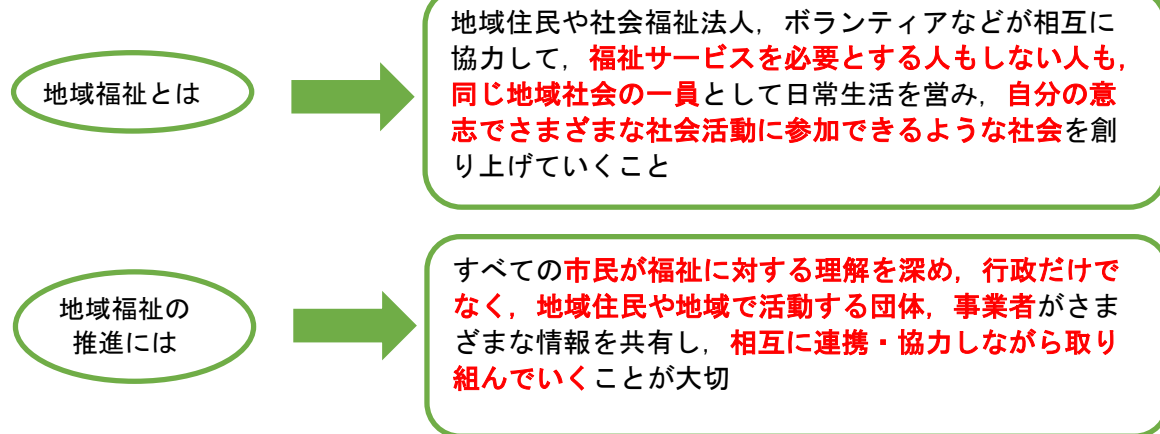 地域福祉とは
地域住民や社会福祉法人，ボランティアなどが相互に
協力して，福祉サービスを必要とする人もしない人も，
同じ地域社会の一員として日常生活を営み，自分の意
志でさまざまな社会活動に参加できるような社会を創
り上げていくこと
地域福祉の
推進には
すべての市民が福祉に対する理解を深め，行政だけで
なく，地域住民や地域で活動する団体，事業者がさま
ざまな情報を共有し，相互に連携・協力しながら取り
組んでいくことが大切